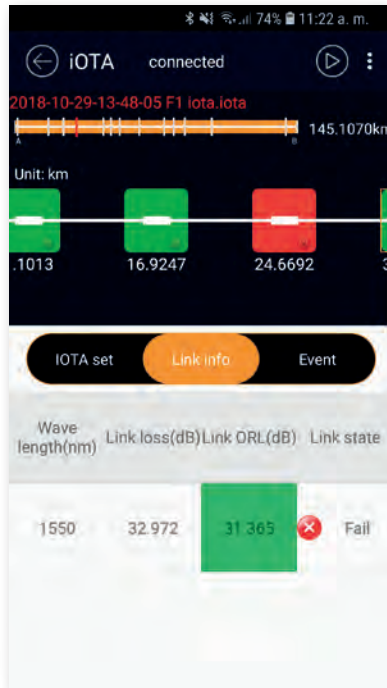 74% 11:22 a. m.
iOTA connected
2018-10-29-13-48-05 F1 iota.iota
145.1070km
A B
Unit: km
.1013 16.9247 24.6692 3
IOTA set Link info Event
Wave
length(nm) Link loss(dB) Link ORL(dB) Link state
1550 32.972 31.365 Fail